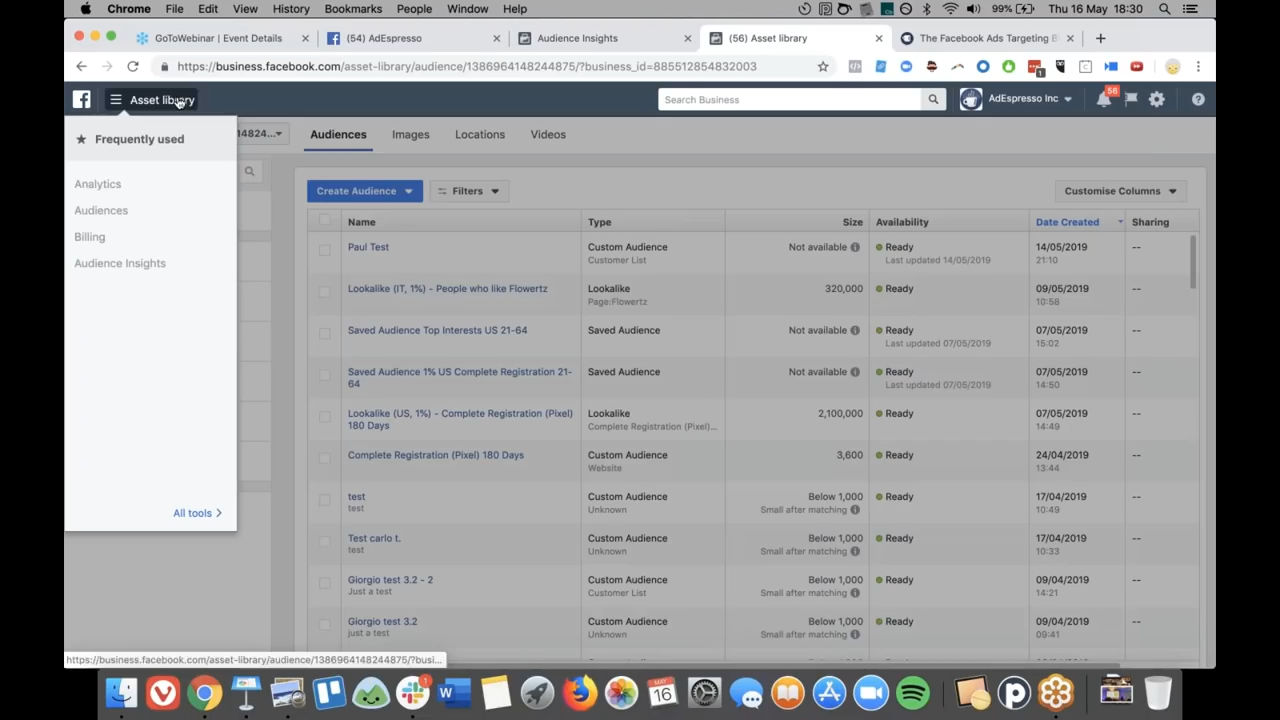 Chrome File Edit View History Bookmarks People Window Help 99% Thu 16 May 18:30
GoToWebinar | Event Details (54) AdEspresso Audience Insights (56) Asset library The Facebook Ads Targeting B
https://business.facebook.com/asset-library/audience/1386964148244875/?business_id=885512854832003
Asset library Search Business AdEspresso Inc 56
Frequently used 14824... Audiences Images Locations Videos
Analytics
Audiences
Billing
Audience Insights
All tools
Create Audience Filters Customise Columns
Name Type Size Availability Date Created Sharing
Paul Test Custom Audience Not available Ready 14/05/2019 --
Customer List Last updated 14/05/2019 21:10
Lookalike (IT, 1%) - People who like Flowertz Lookalike 320,000 Ready 09/05/2019 --
Page:Flowertz 10:58
Saved Audience Top Interests US 21-64 Saved Audience Not available Ready 07/05/2019 --
Last updated 07/05/2019 15:02
Saved Audience 1% US Complete Registration 21- Saved Audience Not available Ready 07/05/2019 --
64 Last updated 07/05/2019 14:50
Lookalike (US, 1%) - Complete Registration (Pixel) Lookalike 2,100,000 Ready 07/05/2019 --
180 Days Complete Registration (Pixel)... 14:49
Complete Registration (Pixel) 180 Days Custom Audience 3,600 Ready 24/04/2019 --
Website 13:44
test Custom Audience Below 1,000 Ready 17/04/2019 --
test Unknown Small after matching 10:49
Test carlo t. Custom Audience Below 1,000 Ready 17/04/2019 --
test Unknown Small after matching 10:33
Giorgio test 3.2 - 2 Custom Audience Below 1,000 Ready 09/04/2019 --
Just a test Customer List Small after matching 14:21
Giorgio test 3.2 Custom Audience Below 1,000 Ready 09/04/2019 --
just a test Unknown Small after matching 09:41
https://business.facebook.com/asset-library/audience/1386964148244875/?busi...
MAY
16